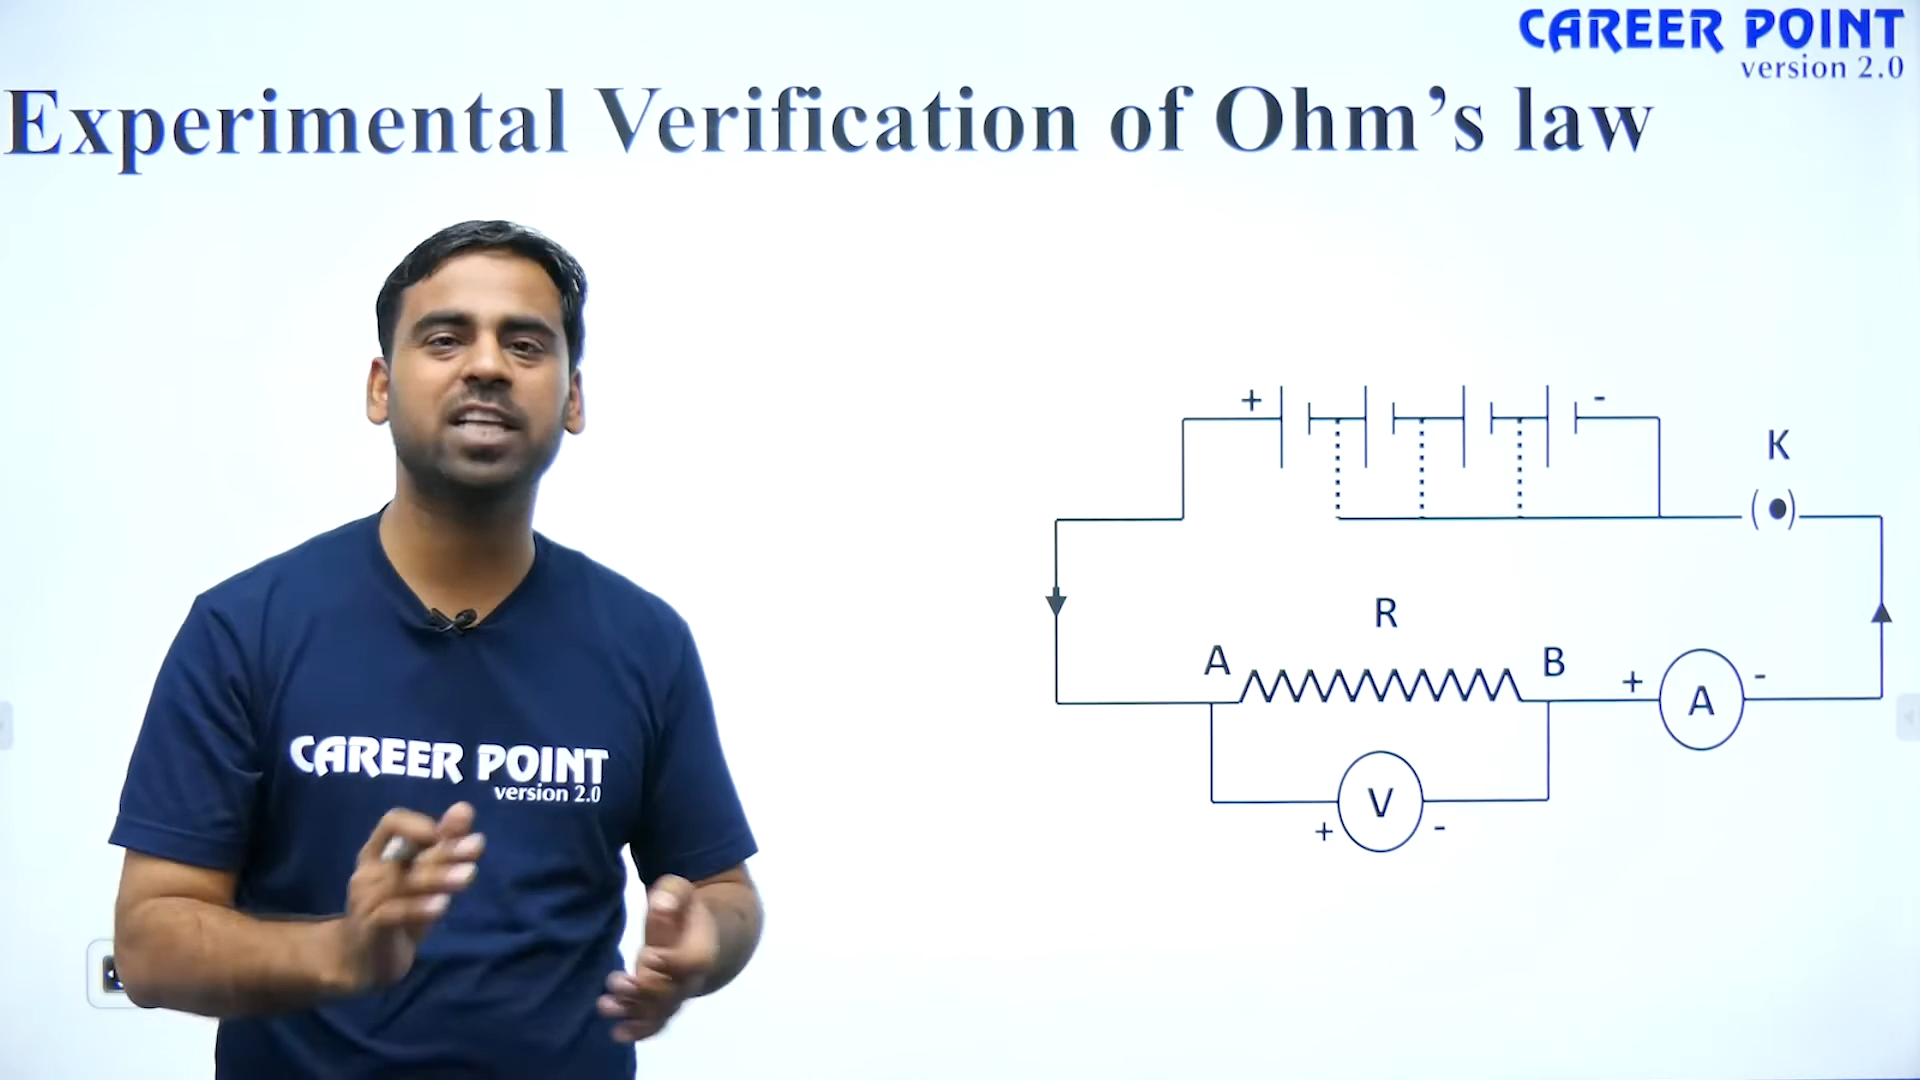 CAREER POINT
version 2.0
Experimental Verification of Ohm’s law
+ -
K
(•)
R
A B
+ A -
V
+ -
CAREER POINT
version 2.0